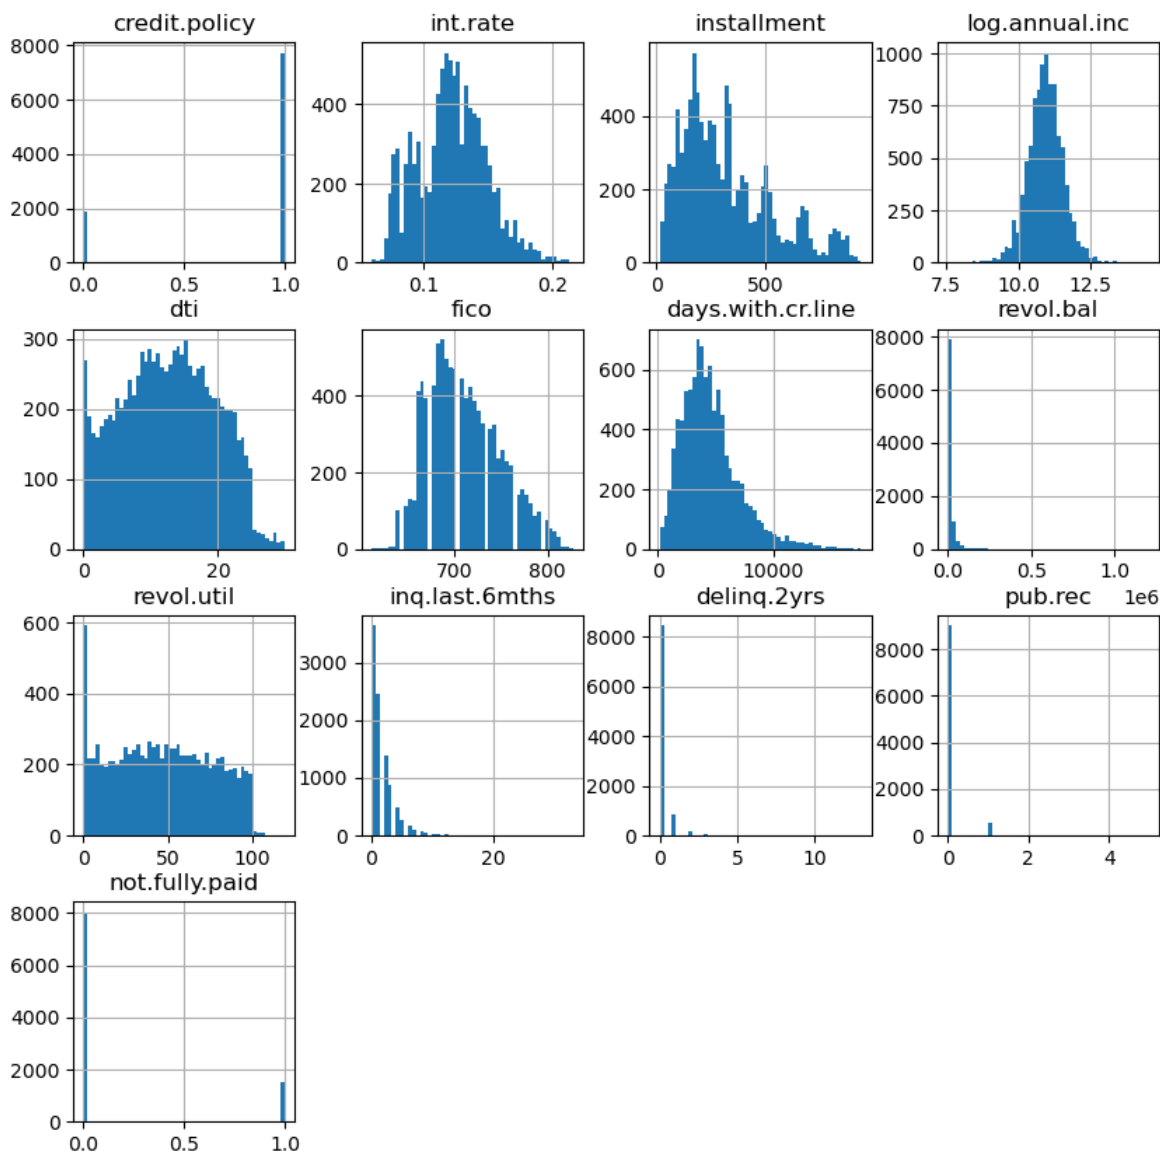 credit.policy int.rate installment log.annual.inc
8000 6000 4000 2000 0
400 200 0
400 200 0
1000 750 500 250 0
0.0 0.5 1.0 0.1 0.2 0 500 7.5 10.0 12.5
dti fico days.with.cr.line revol.bal
300 200 100 0
400 200 0
600 400 200 0
8000 6000 4000 2000 0
0 20 700 800 0 10000 0.0 0.5 1.0
1e6
revol.util inq.last.6mths delinq.2yrs pub.rec
600 400 200 0
3000 2000 1000 0
8000 6000 4000 2000 0
8000 6000 4000 2000 0
0 50 100 0 20 0 5 10 0 2 4
not.fully.paid
8000 6000 4000 2000 0
0.0 0.5 1.0